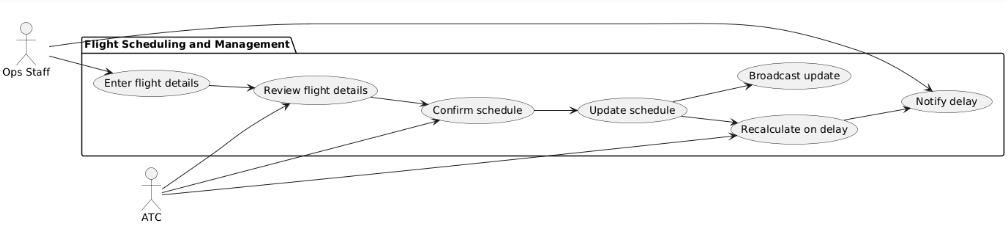 Ops Staff
Flight Scheduling and Management
Enter flight details
Review flight details
Confirm schedule
Update schedule
Broadcast update
Recalculate on delay
Notify delay
ATC